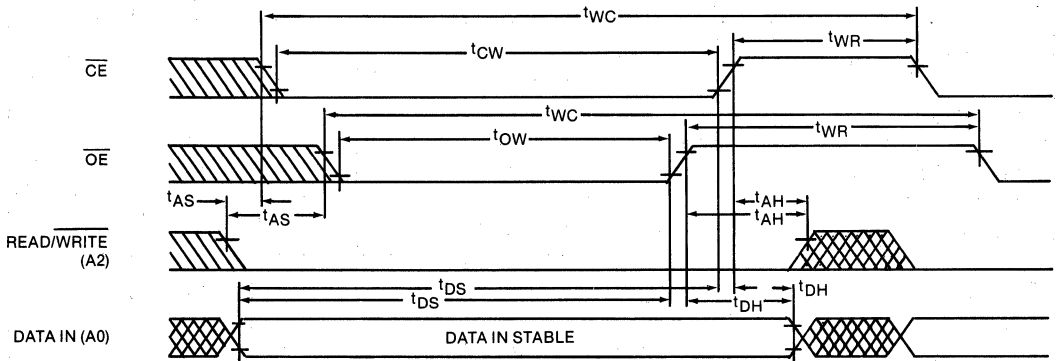 tWC
tCW
tWR
CE
tWC
tOW
tWR
OE
tAS
tAS
tAH
tAH
READ/WRITE
(A2)
tDS
tDS
tDH
tDH
DATA IN (A0)
DATA IN STABLE